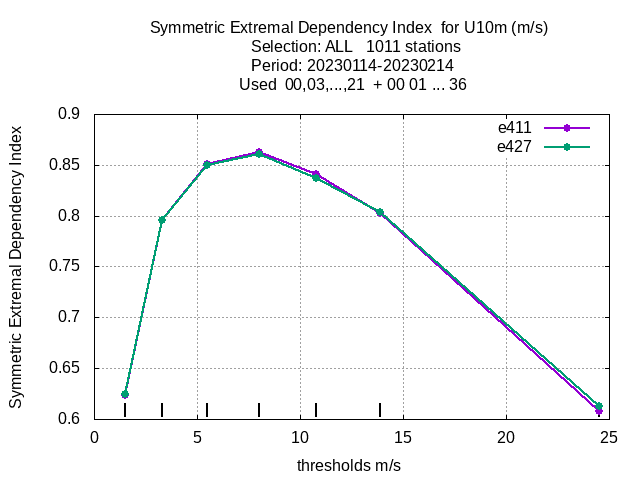 Symmetric Extremal Dependency Index  for U10m (m/s)
Selection: ALL   1011 stations
Period: 20230114-20230214
Used  00,03,...,21  + 00 01 ... 36
e411
e427
Symmetric Extremal Dependency Index
0.9
0.85
0.8
0.75
0.7
0.65
0.6
0 5 10 15 20 25
thresholds m/s